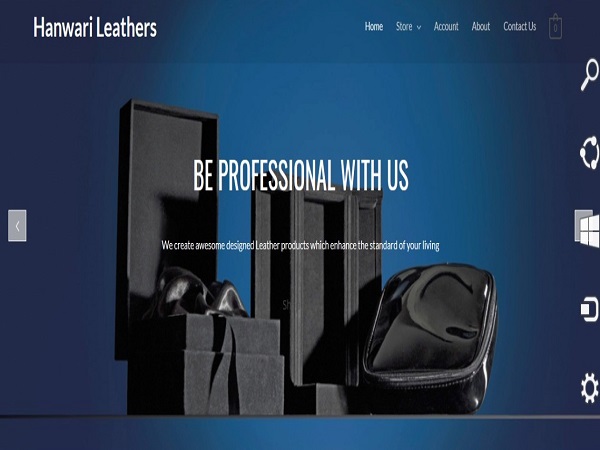 Hanwari Leathers
Home Store Account About Contact Us 0
BE PROFESSIONAL WITH US
We create awesome designed Leather products which enhance the standard of your living
Sh